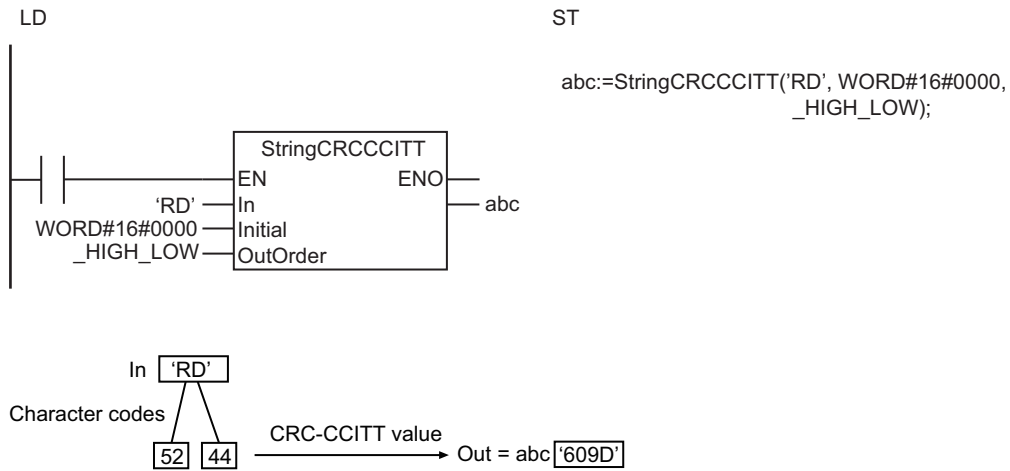 LD
ST
abc:=StringCRCCCITT('RD', WORD#16#0000,
_HIGH_LOW);
StringCRCCCITT
EN ENO
‘RD’ In abc
WORD#16#0000 Initial
_HIGH_LOW OutOrder
In ‘RD’
Character codes
CRC-CCITT value
52 44 Out = abc ‘609D’